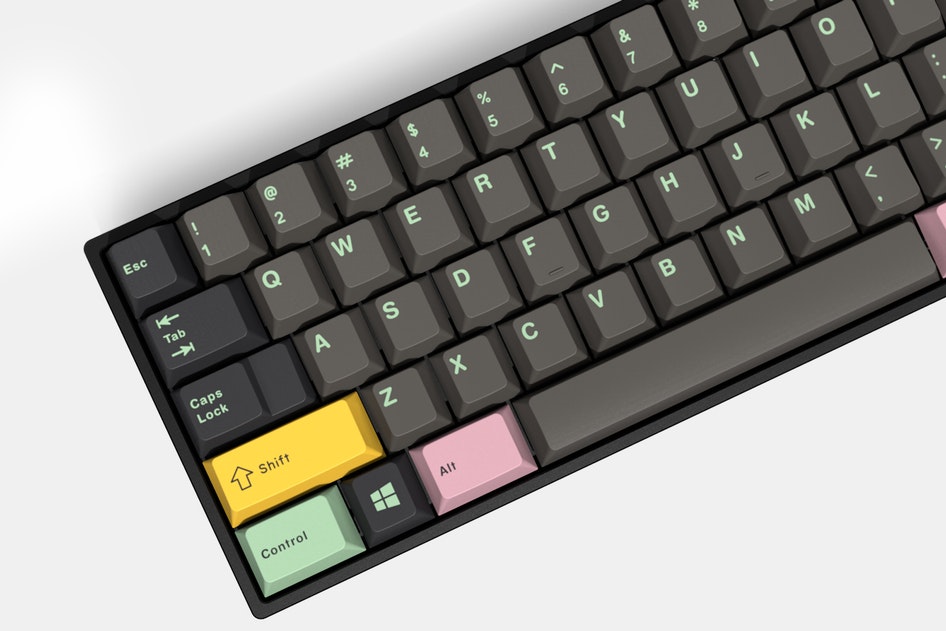 Esc
! 1
@ 2
# 3
$ 4
% 5
^ 6
& 7
* 8
Tab
Q
W
E
R
T
Y
U
I
O
Caps
Lock
A
S
D
F
G
H
J
K
L
: ;
Shift
Z
X
C
V
B
N
M
< ,
>
Control
Alt